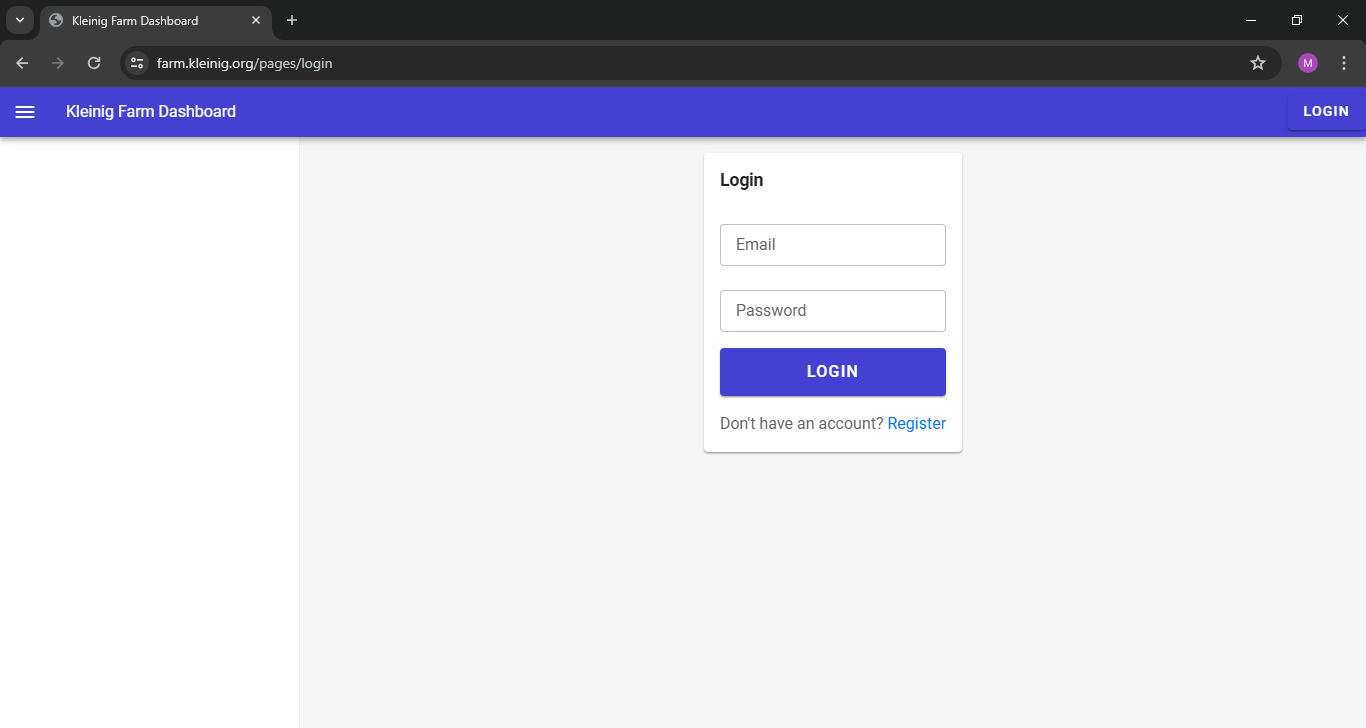 Kleinig Farm Dashboard
farm.kleinig.org/pages/login
M
Kleinig Farm Dashboard
LOGIN
Login
Email
Password
LOGIN
Don't have an account? Register